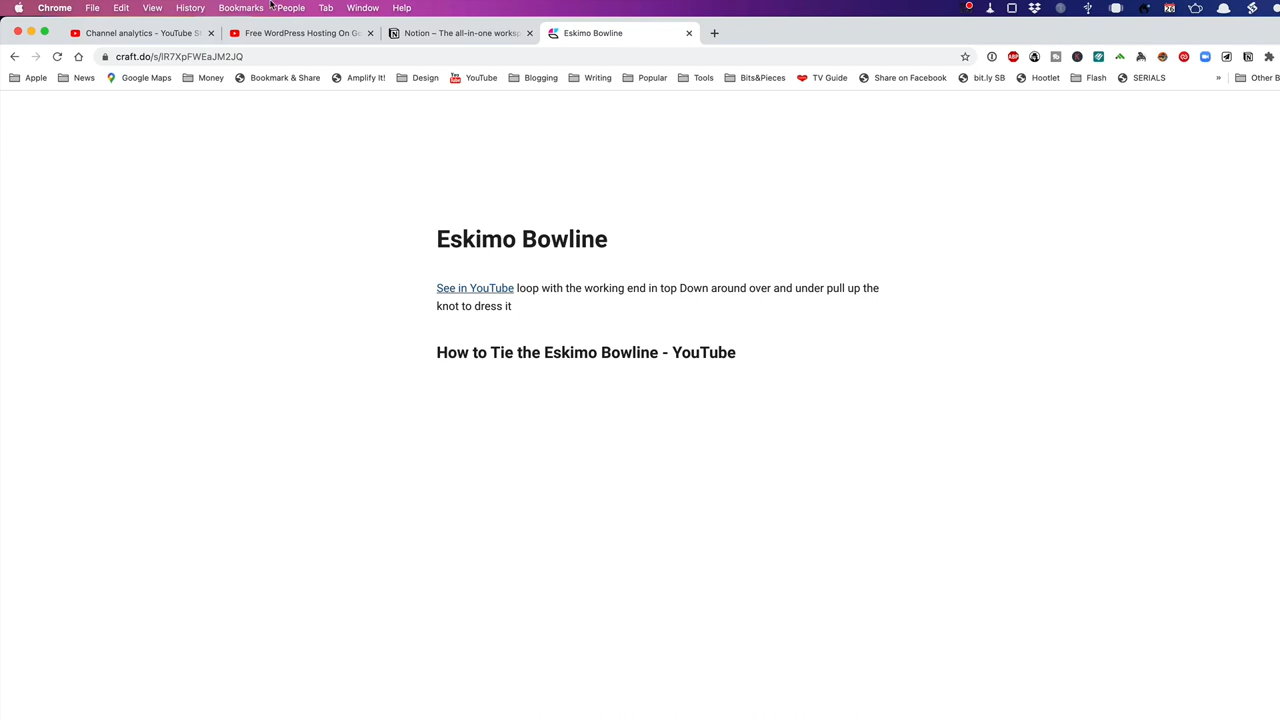 Chrome File Edit View History Bookmarks People Tab Window Help
Channel analytics - YouTube St Free WordPress Hosting On Ge Notion – The all-in-one worksp Eskimo Bowline
craft.do/s/lR7XpFWEaJM2JQ
Apple News Google Maps Money Bookmark & Share Amplify It! Design YouTube Blogging Writing Popular Tools Bits&Pieces TV Guide Share on Facebook bit.ly SB Hootlet Flash SERIALS » Other B
Eskimo Bowline
See in YouTube loop with the working end in top Down around over and under pull up the
knot to dress it
How to Tie the Eskimo Bowline - YouTube